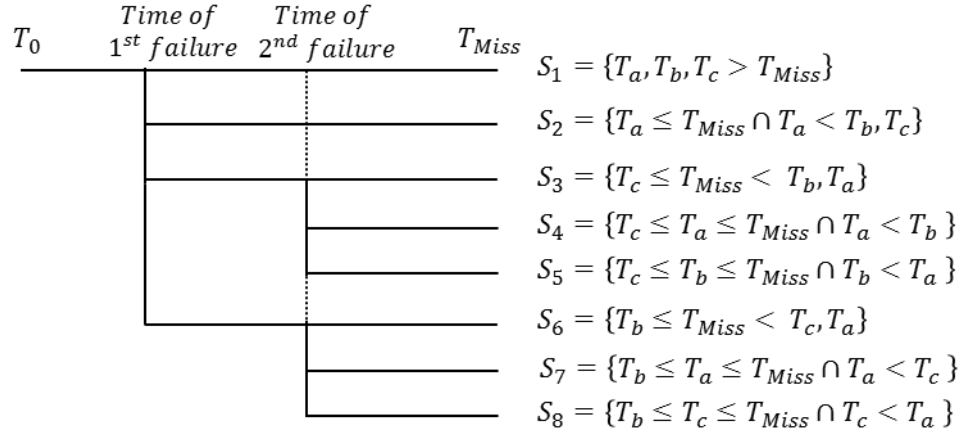 T_0 Time of 1^st failure Time of 2^nd failure T_Miss
S_1 = {T_a, T_b, T_c > T_Miss}
S_2 = {T_a ≤ T_Miss ∩ T_a < T_b, T_c}
S_3 = {T_c ≤ T_Miss < T_b, T_a}
S_4 = {T_c ≤ T_a ≤ T_Miss ∩ T_a < T_b }
S_5 = {T_c ≤ T_b ≤ T_Miss ∩ T_b < T_a }
S_6 = {T_b ≤ T_Miss < T_c, T_a}
S_7 = {T_b ≤ T_a ≤ T_Miss ∩ T_a < T_c }
S_8 = {T_b ≤ T_c ≤ T_Miss ∩ T_c < T_a }